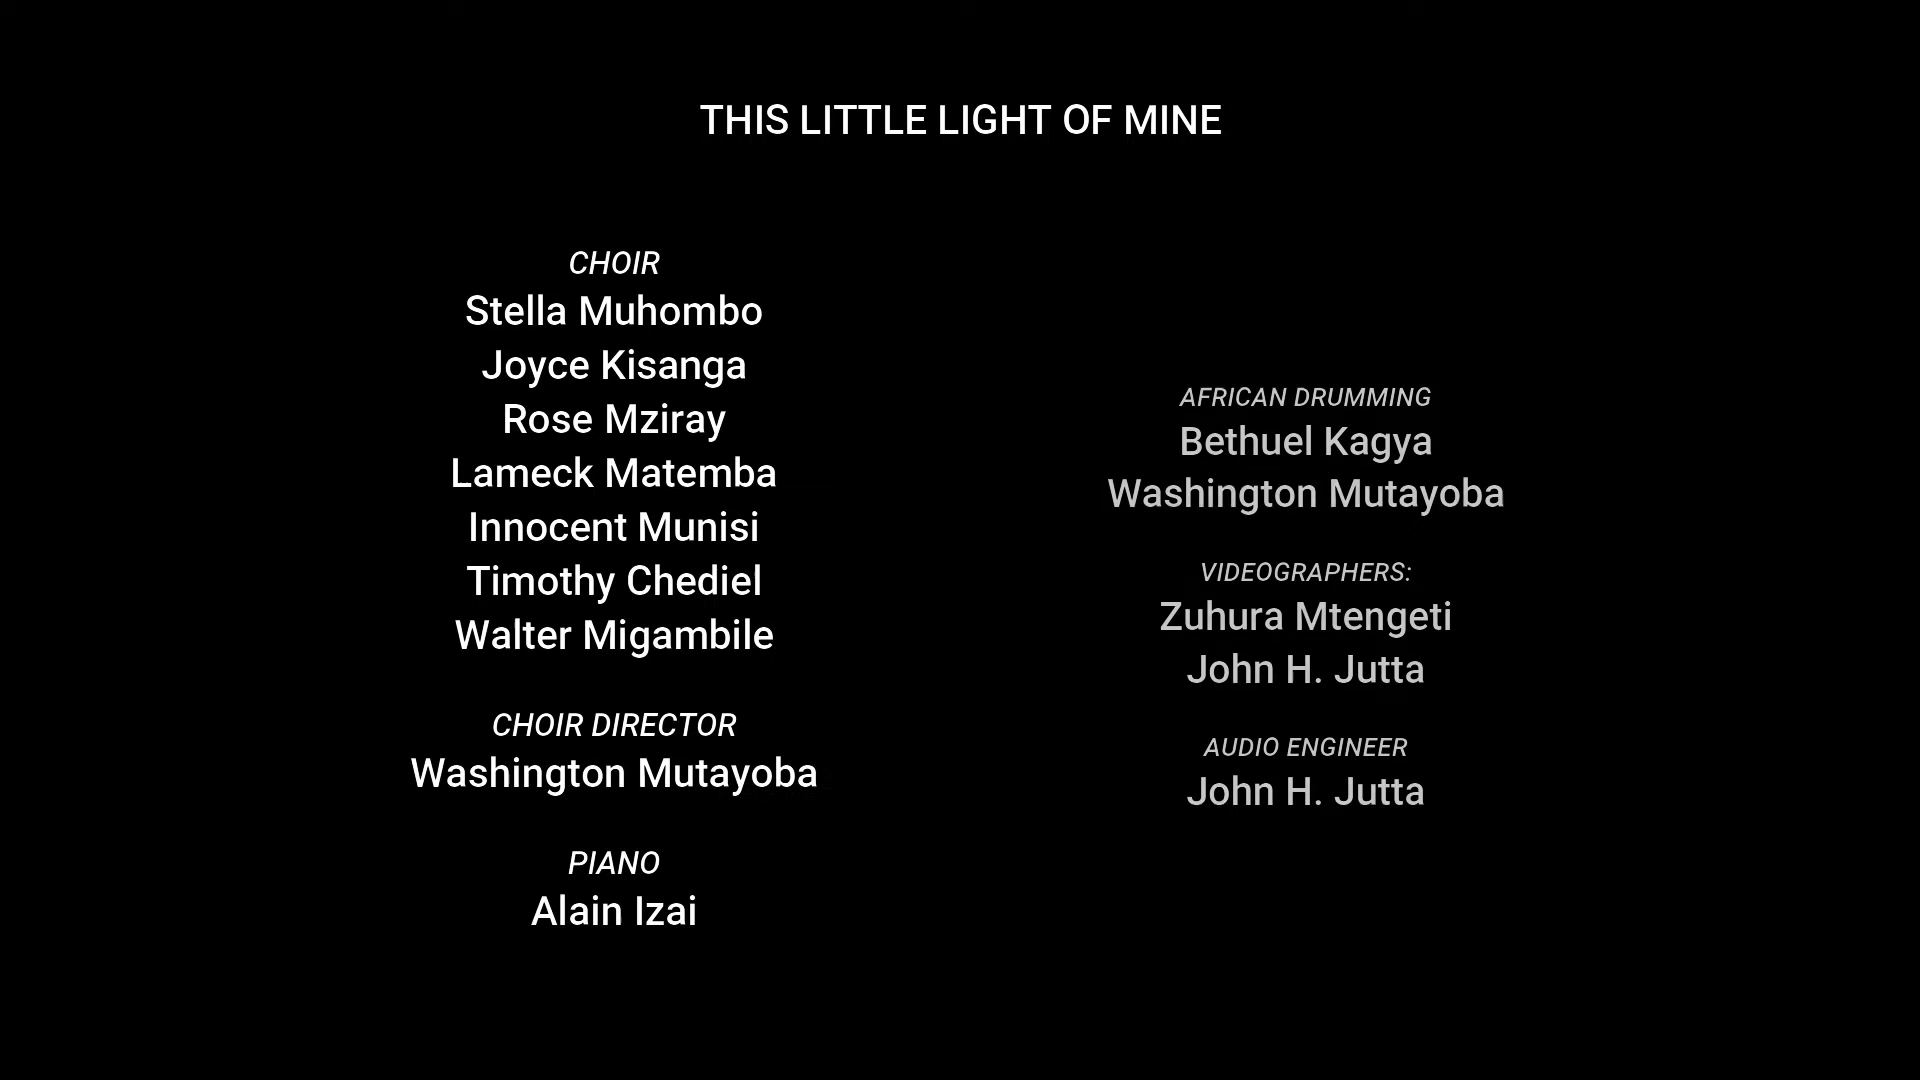 THIS LITTLE LIGHT OF MINE
CHOIR
Stella Muhombo
Joyce Kisanga
Rose Mziray
Lameck Matemba
Innocent Munisi
Timothy Chediel
Walter Migambile
CHOIR DIRECTOR
Washington Mutayoba
PIANO
Alain Izai
AFRICAN DRUMMING
Bethuel Kagya
Washington Mutayoba
VIDEOGRAPHERS:
Zuhura Mtengeti
John H. Jutta
AUDIO ENGINEER
John H. Jutta